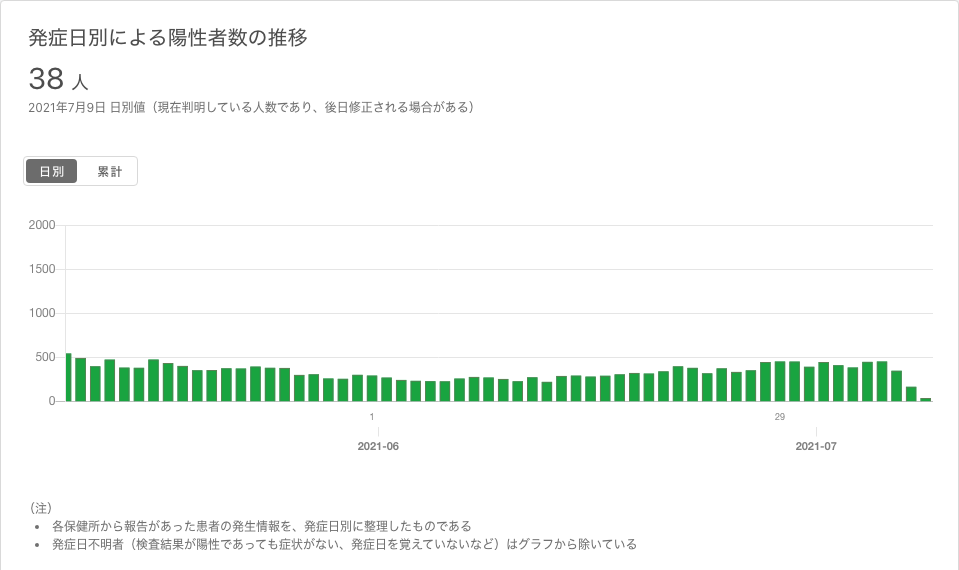 発症日別による陽性者数の推移
38 人
2021年7月9日 日別値（現在判明している人数であり、後日修正される場合がある）
日別 累計
2000
1500
1000
500
0
1 29
2021-06 2021-07
（注）
• 各保健所から報告があった患者の発生情報を、発症日別に整理したものである
• 発症日不明者（検査結果が陽性であっても症状がない、発症日を覚えていないなど）はグラフから除いている